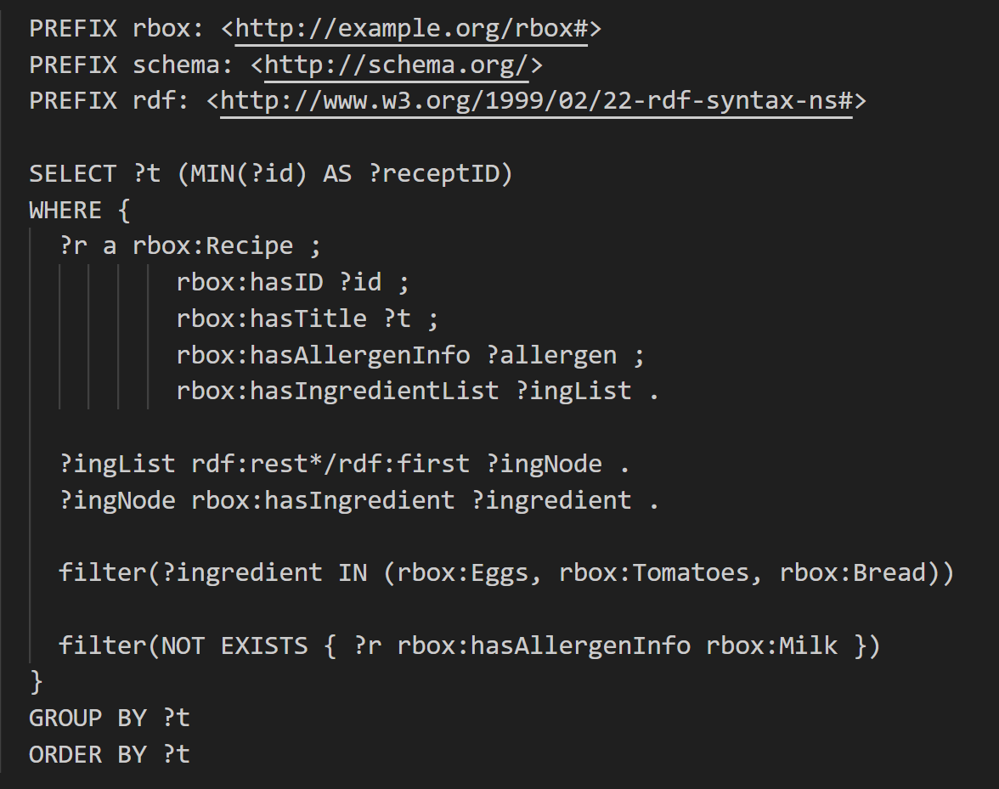 PREFIX rbox: <http://example.org/rbox#>
PREFIX schema: <http://schema.org/>
PREFIX rdf: <http://www.w3.org/1999/02/22-rdf-syntax-ns#>
SELECT ?t (MIN(?id) AS ?receptID)
WHERE {
?r a rbox:Recipe ;
rbox:hasID ?id ;
rbox:hasTitle ?t ;
rbox:hasAllergenInfo ?allergen ;
rbox:hasIngredientList ?ingList .
?ingList rdf:rest*/rdf:first ?ingNode .
?ingNode rbox:hasIngredient ?ingredient .
filter(?ingredient IN (rbox:Eggs, rbox:Tomatoes, rbox:Bread))
filter(NOT EXISTS { ?r rbox:hasAllergenInfo rbox:Milk })
}
GROUP BY ?t
ORDER BY ?t